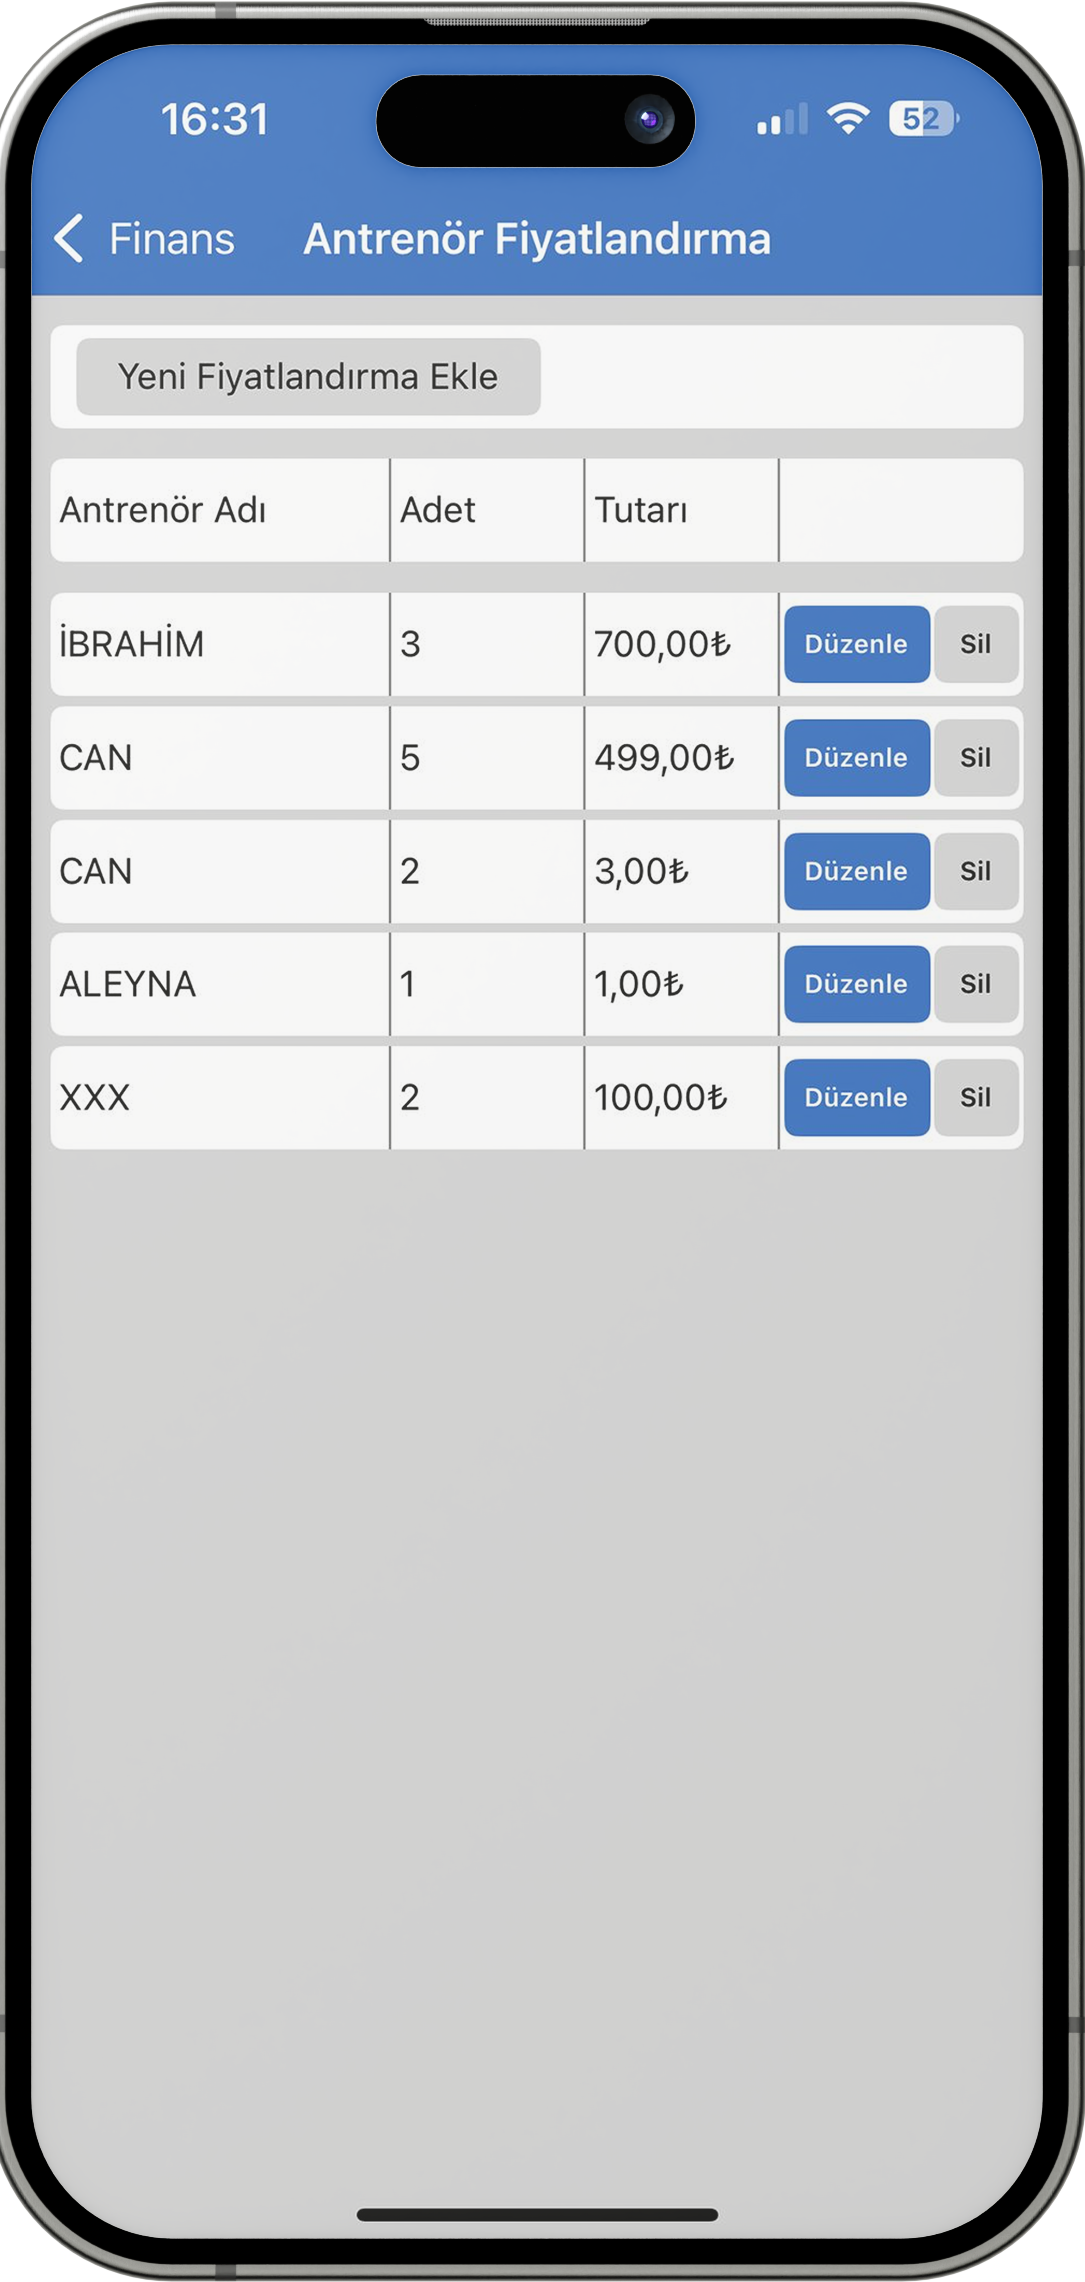 16:31
52
Finans Antrenör Fiyatlandırma
Yeni Fiyatlandırma Ekle
Antrenör Adı Adet Tutarı
İBRAHİM 3 700,00₺ Düzenle Sil
CAN 5 499,00₺ Düzenle Sil
CAN 2 3,00₺ Düzenle Sil
ALEYNA 1 1,00₺ Düzenle Sil
XXX 2 100,00₺ Düzenle Sil